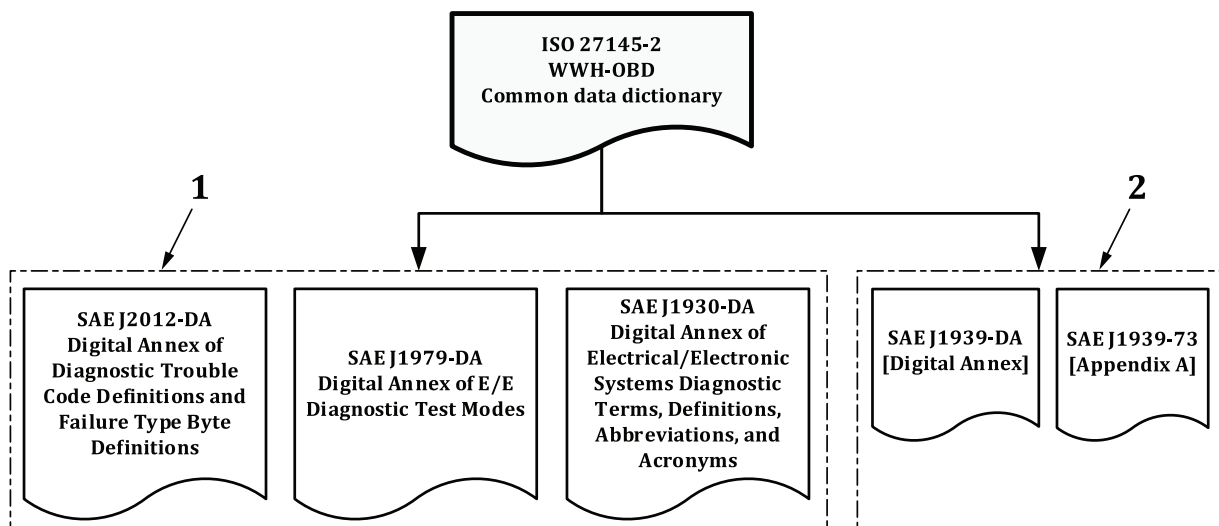 ISO 27145-2
WWH-OBD
Common data dictionary
1
2
SAE J2012-DA
Digital Annex of
Diagnostic Trouble
Code Definitions and
Failure Type Byte
Definitions
SAE J1979-DA
Digital Annex of E/E
Diagnostic Test Modes
SAE J1930-DA
Digital Annex of
Electrical/Electronic
Systems Diagnostic
Terms, Definitions,
Abbreviations, and
Acronyms
SAE J1939-DA
[Digital Annex]
SAE J1939-73
[Appendix A]